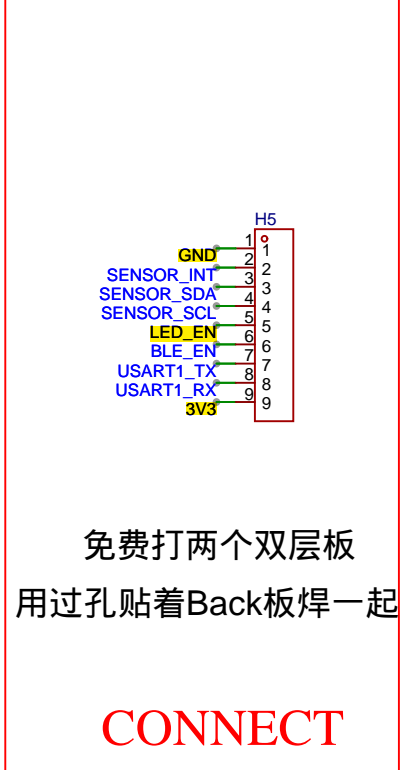 H5
1 1
GND
2 2
SENSOR_INT
3 3
SENSOR_SDA
4 4
SENSOR_SCL
5 5
LED_EN
6 6
BLE_EN
7 7
USART1_TX
8 8
USART1_RX
9 9
3V3
免费打两个双层板
用过孔贴着Back板焊一起
CONNECT